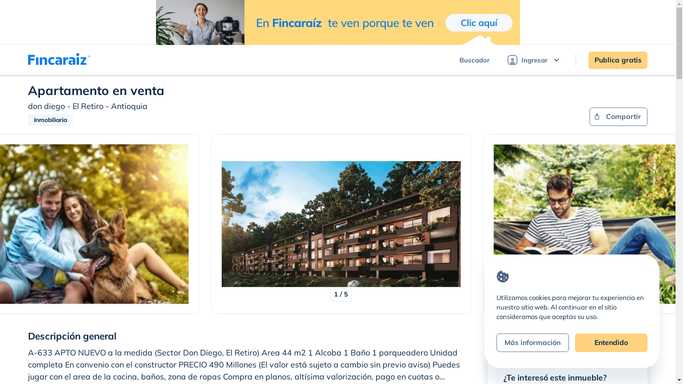 En Fincaraíz te ven porque te ven
Clic aquí
Fincaraiz
Buscador
Ingresar
Publica gratis
Apartamento en venta
don diego - El Retiro - Antioquia
Inmobiliaria
Compartir
1 / 5
Descripción general
A-633 APTO NUEVO a la medida (Sector Don Diego, El Retiro) Area 44 m2 1 Alcoba 1 Baño 1 parqueadero Unidad
completa En convenio con el constructor PRECIO 490 Millones (El valor está sujeto a cambio sin previo aviso) Puedes
jugar con el area de la cocina, baños, zona de ropas Compra en planos, altísima valorización, pago en cuotas o...
Utilizamos cookies para mejorar tu experiencia en
nuestro sitio web. Al continuar en el sitio
consideramos que aceptas su uso.
Más información
Entendido
¿Te interesó este inmueble?